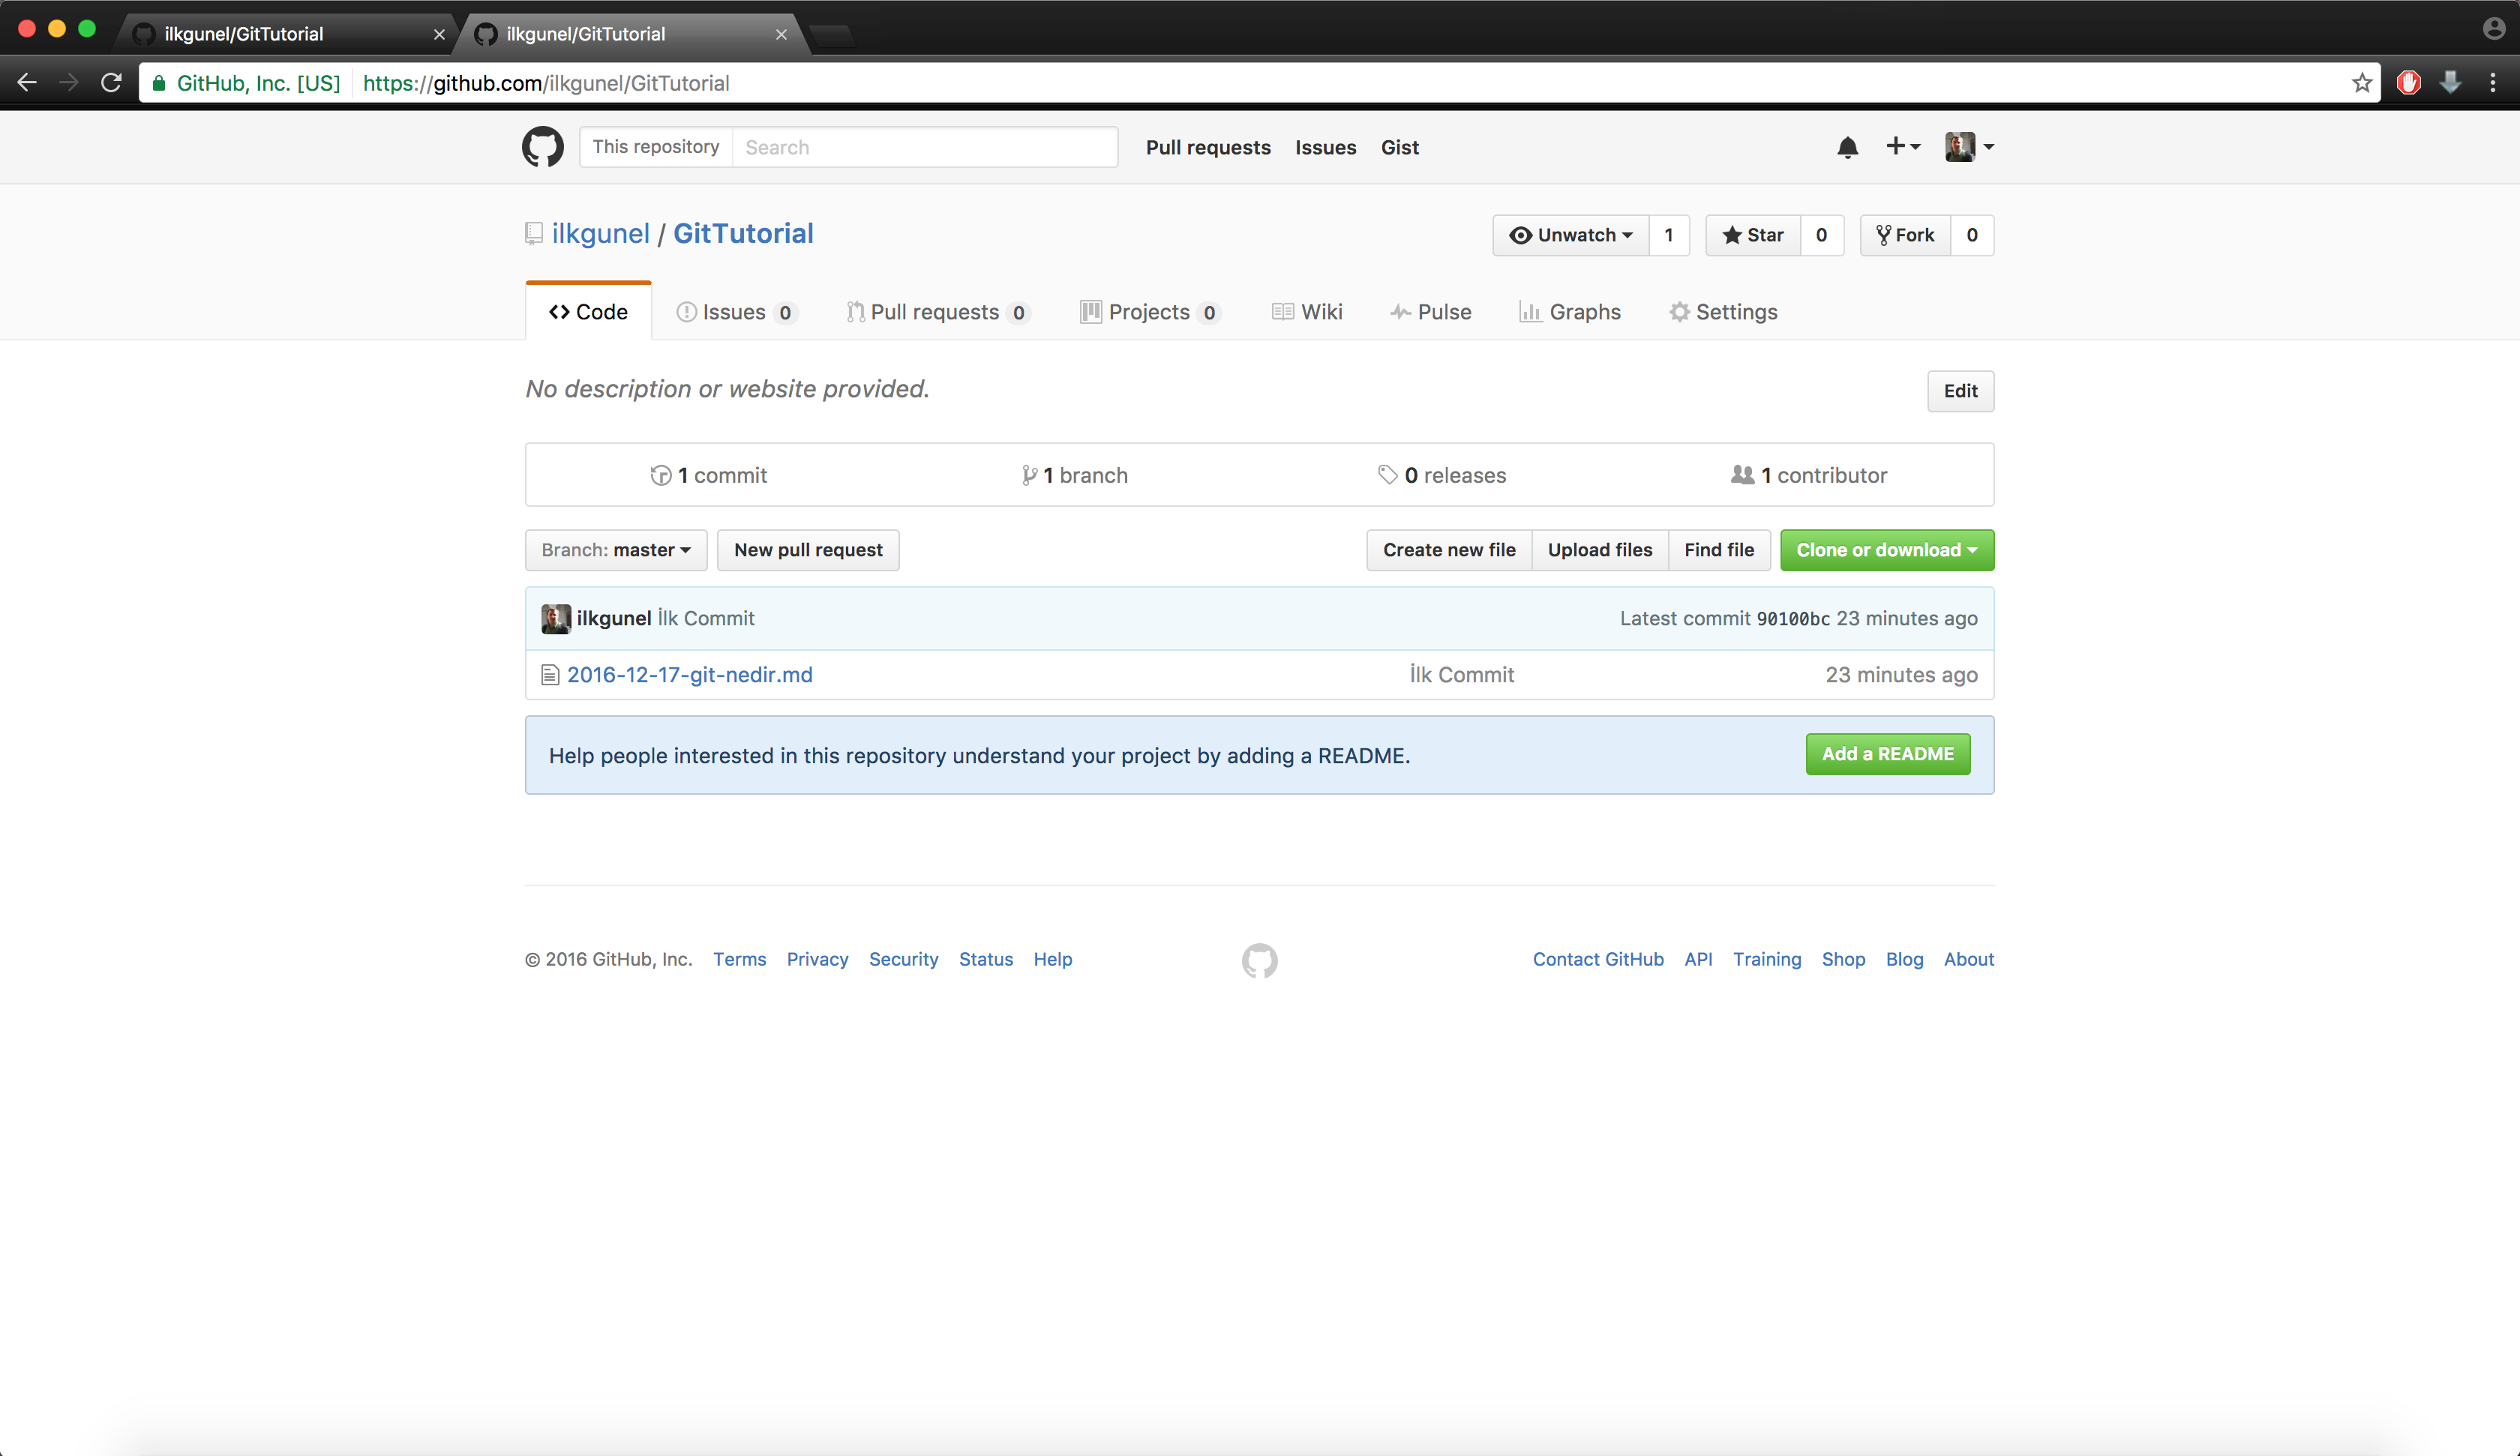 ilkgunel/GitTutorial ilkgunel/GitTutorial
GitHub, Inc. [US] https://github.com/ilkgunel/GitTutorial
This repository Search Pull requests Issues Gist
ilkgunel / GitTutorial Unwatch 1 Star 0 Fork 0
Code Issues 0 Pull requests 0 Projects 0 Wiki Pulse Graphs Settings
No description or website provided. Edit
1 commit 1 branch 0 releases 1 contributor
Branch: master New pull request Create new file Upload files Find file Clone or download
ilkgunel İlk Commit Latest commit 90100bc 23 minutes ago
2016-12-17-git-nedir.md İlk Commit 23 minutes ago
Help people interested in this repository understand your project by adding a README. Add a README
© 2016 GitHub, Inc. Terms Privacy Security Status Help Contact GitHub API Training Shop Blog About